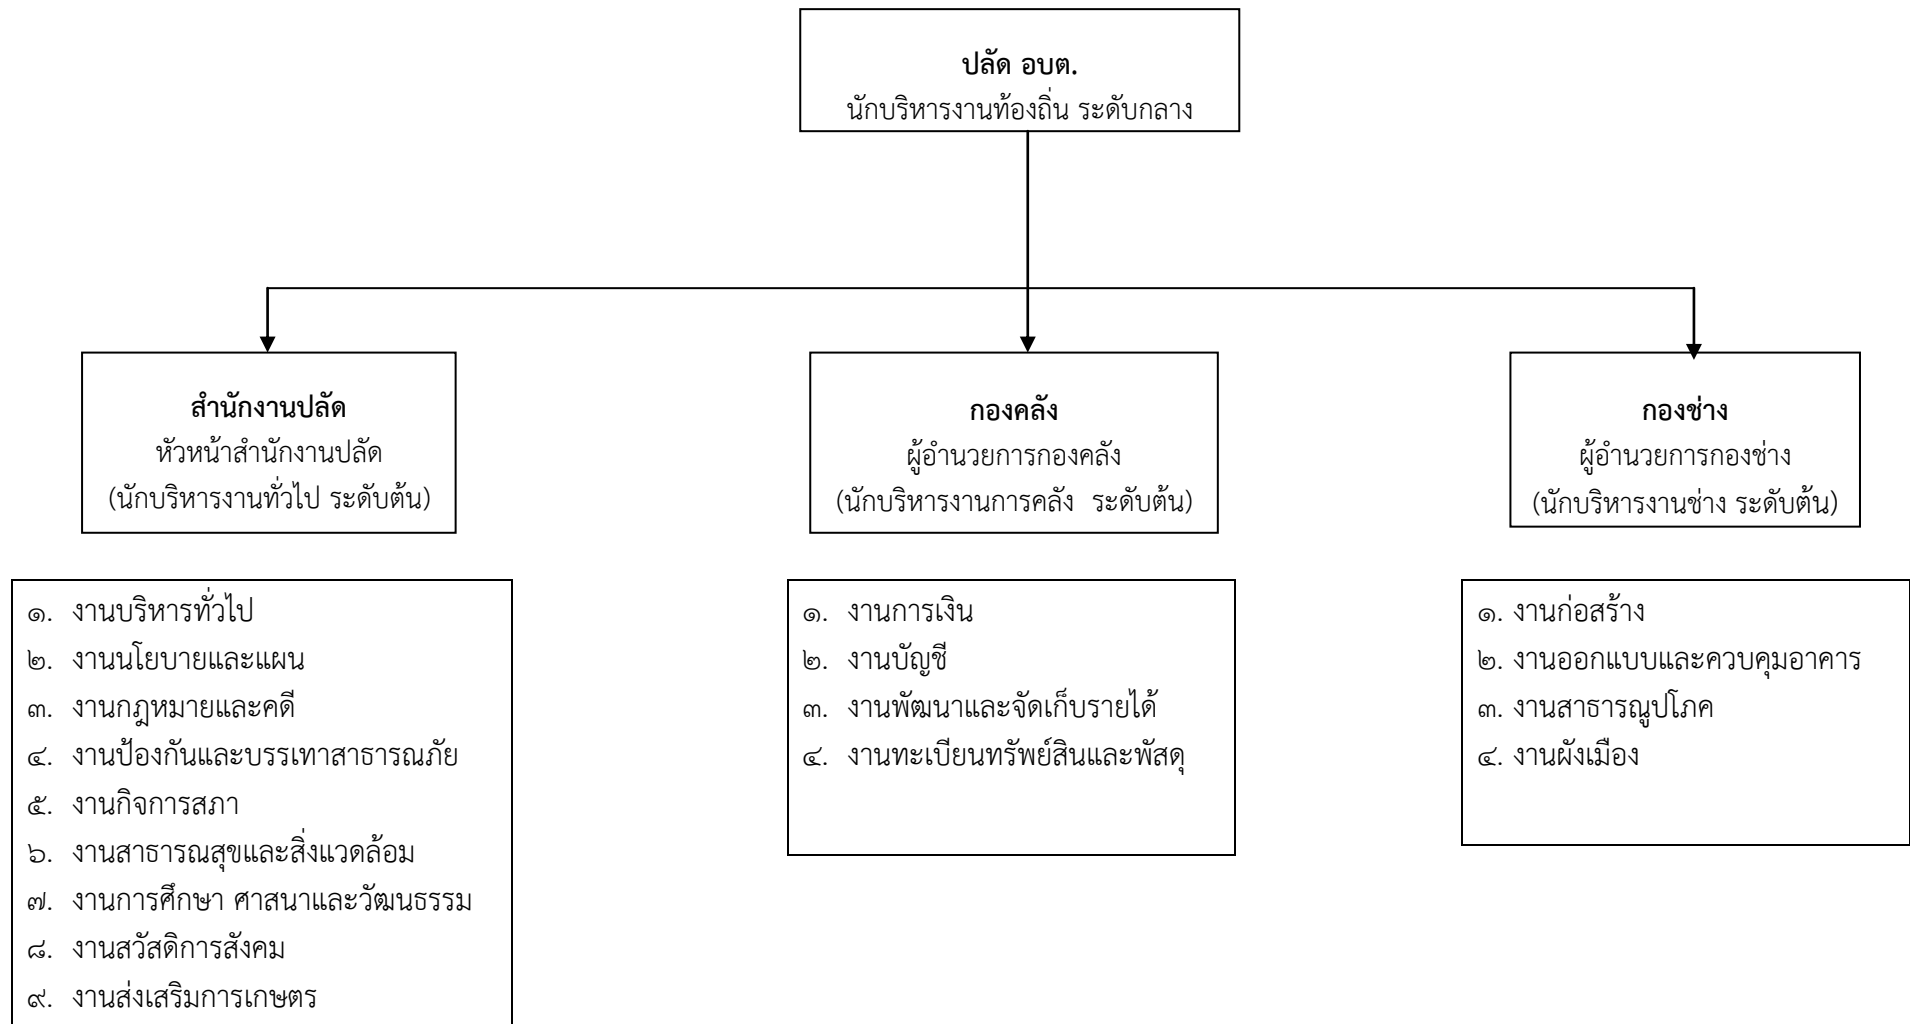 ปลัด อบต.
นักบริหารงานท้องถิ่น ระดับกลาง
สำนักงานปลัด
หัวหน้าสำนักงานปลัด
(นักบริหารงานทั่วไป ระดับต้น)
กองคลัง
ผู้อำนวยการกองคลัง
(นักบริหารงานการคลัง ระดับต้น)
กองช่าง
ผู้อำนวยการกองช่าง
(นักบริหารงานช่าง ระดับต้น)
๑. งานบริหารทั่วไป
๒. งานนโยบายและแผน
๓. งานกฎหมายและคดี
๔. งานป้องกันและบรรเทาสาธารณภัย
๕. งานกิจการสภา
๖. งานสาธารณสุขและสิ่งแวดล้อม
๗. งานการศึกษา ศาสนาและวัฒนธรรม
๘. งานสวัสดิการสังคม
๙. งานส่งเสริมการเกษตร
๑. งานการเงิน
๒. งานบัญชี
๓. งานพัฒนาและจัดเก็บรายได้
๔. งานทะเบียนทรัพย์สินและพัสดุ
๑. งานก่อสร้าง
๒. งานออกแบบและควบคุมอาคาร
๓. งานสาธารณูปโภค
๔. งานผังเมือง